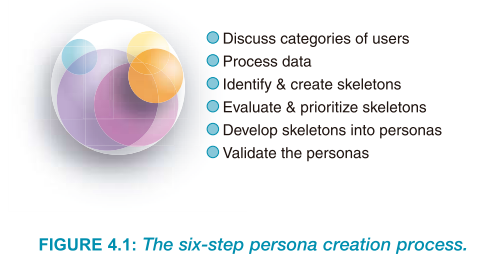 Discuss categories of users
Process data
Identify & create skeletons
Evaluate & prioritize skeletons
Develop skeletons into personas
Validate the personas
FIGURE 4.1: The six-step persona creation process.